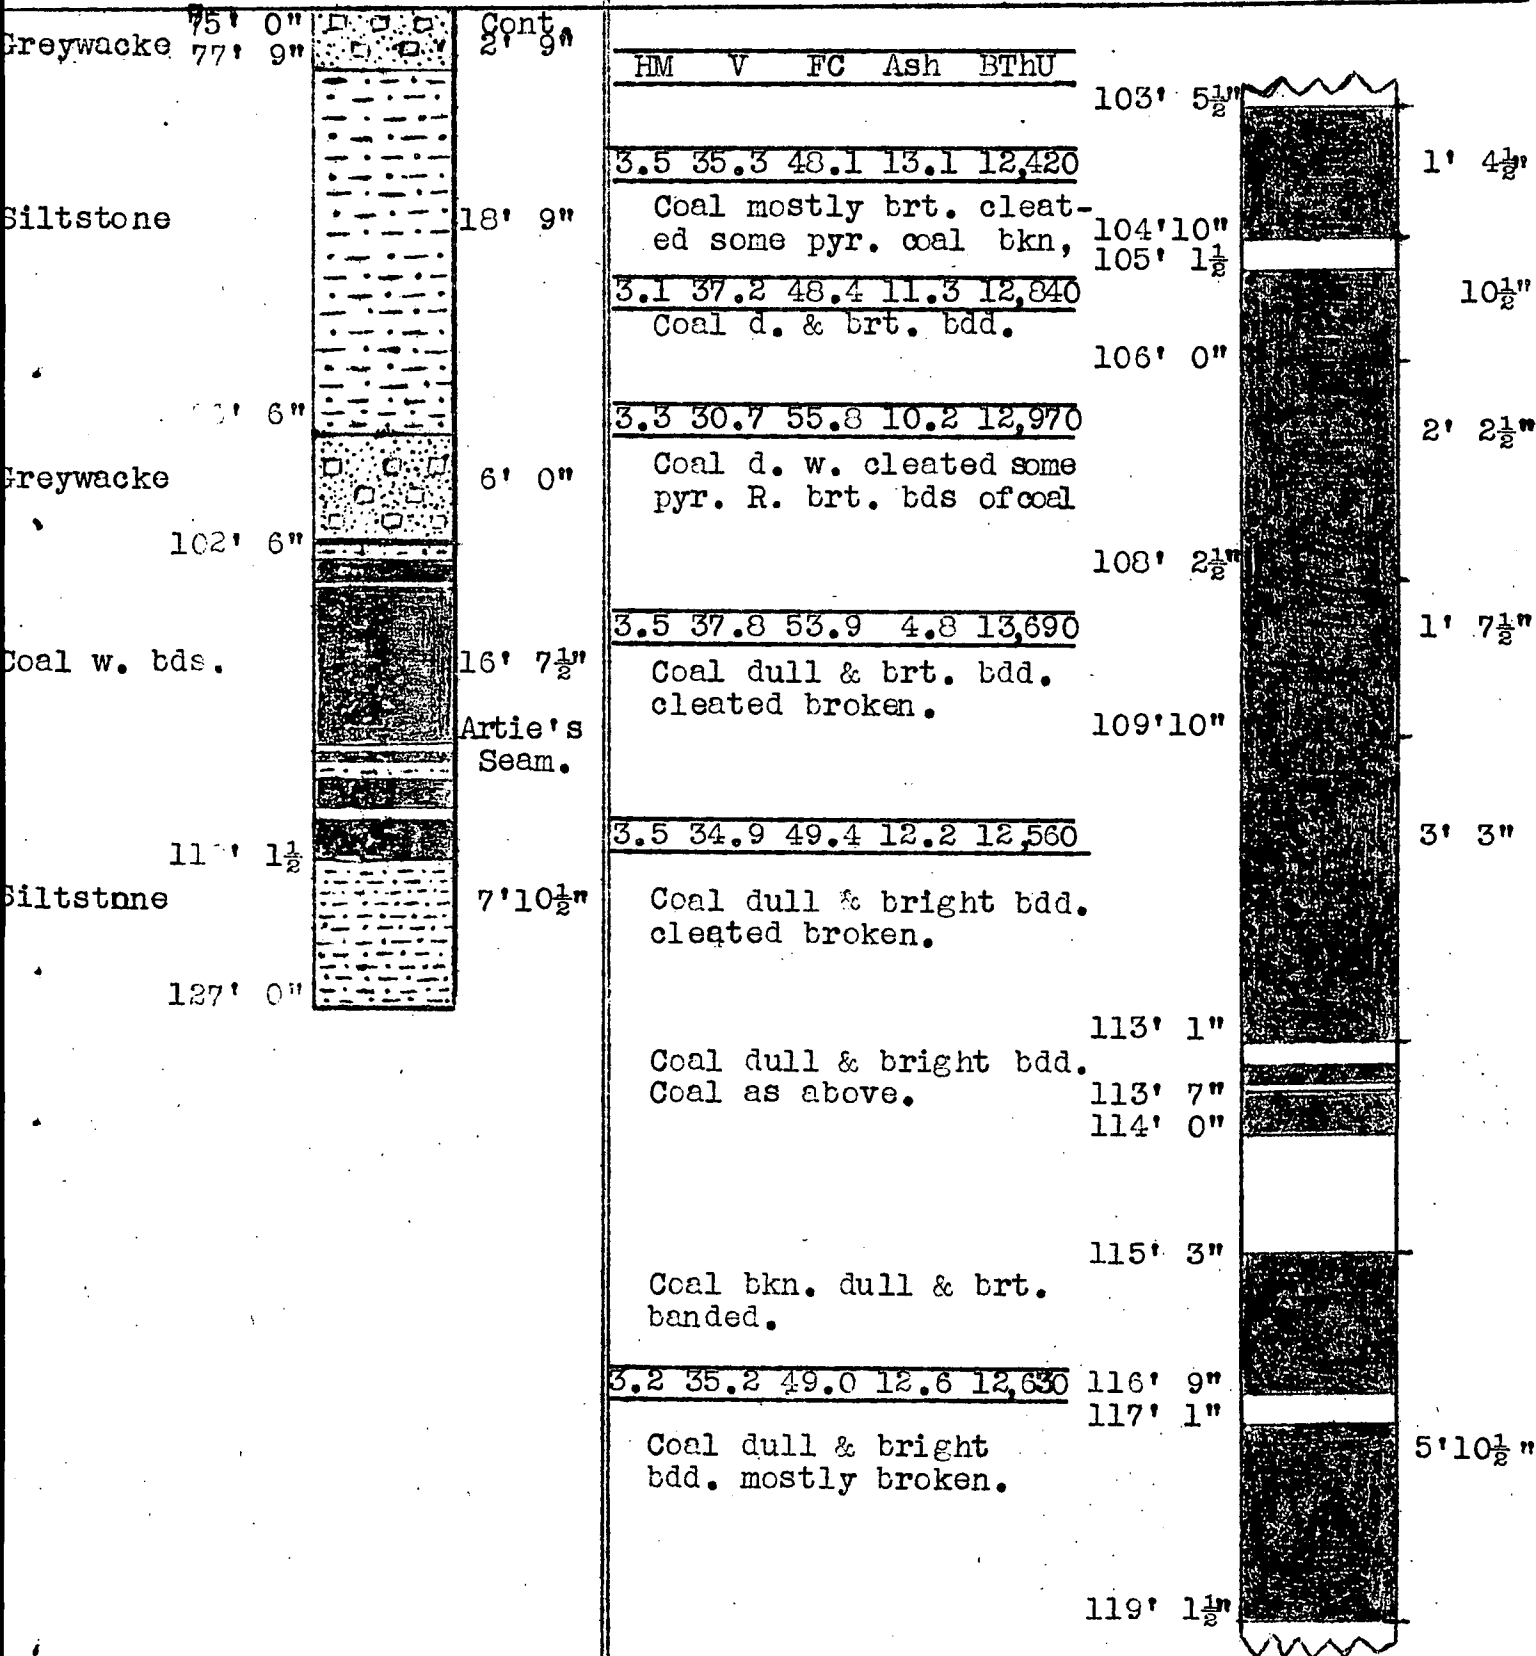 75' 0" Cont.
Greywacke 77' 9" 2' 9"
Siltstone 18' 9"
6"
Greywacke 6' 0"
102' 6"
Coal w. bds. 16' 7½"
Artie's
Seam.
1½
Siltstone 7'10½"
127' 0"
HM V FC Ash BThU
103' 5½"
3.5 35.3 48.1 13.1 12,420
1' 4½"
Coal mostly brt. cleat-
ed some pyr. coal bkn,
104'10"
105' 1½
3.1 37.2 48.4 11.3 12,840
10½"
Coal d. & brt. bdd.
106' 0"
3.3 30.7 55.8 10.2 12,970
2' 2½"
Coal d. w. cleated some
pyr. R. brt. bds of coal
108' 2½"
3.5 37.8 53.9 4.8 13,690
1' 7½"
Coal dull & brt. bdd.
cleated broken.
109'10"
3.5 34.9 49.4 12.2 12,560
3' 3"
Coal dull & bright bdd.
cleated broken.
113' 1"
Coal dull & bright bdd.
Coal as above.
113' 7"
114' 0"
115' 3"
Coal bkn. dull & brt.
banded.
3.2 35.2 49.0 12.6 12,630
116' 9"
117' 1"
Coal dull & bright
bdd. mostly broken.
5'10½"
119' 1½"